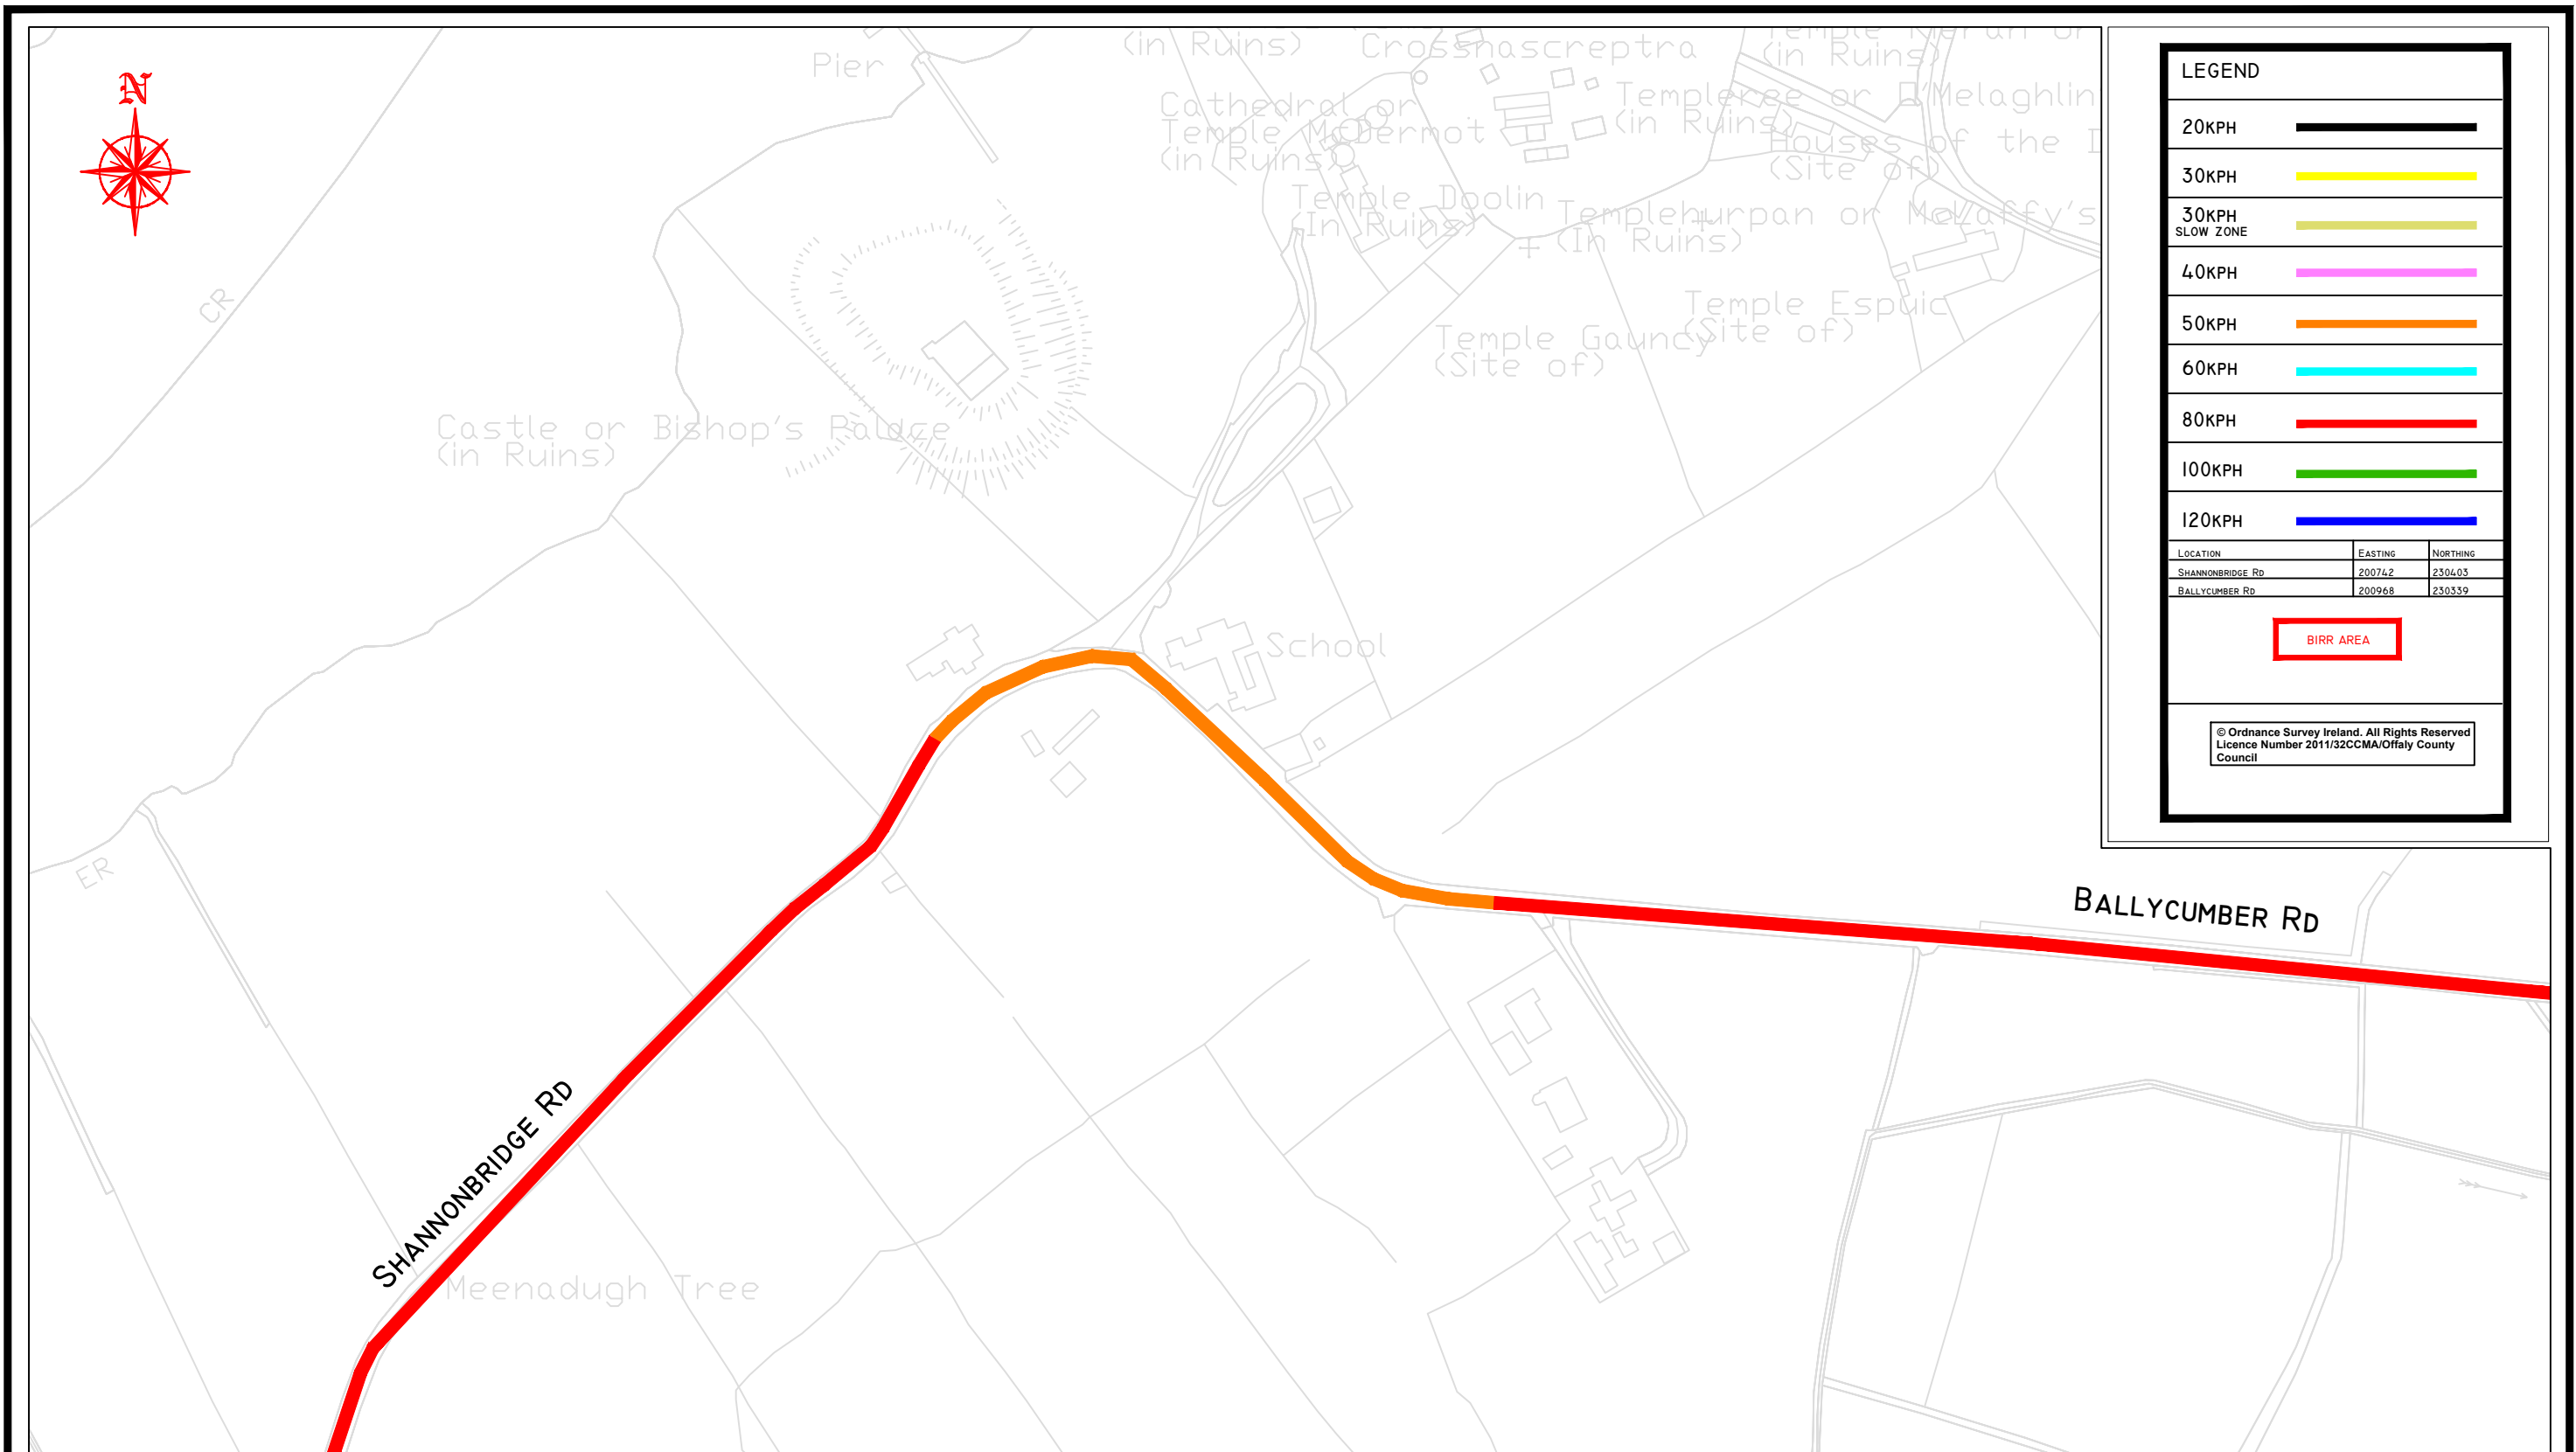 N
Pier
(in Ruins)
Crossnascreptra
(in Ruins)
Cathedral or
Temple McDermot
(in Ruins)
Templeree or O'Melaghlin
(in Ruins)
Houses of the
(Site of)
Temple Doolin
(In Ruins)
Templehurpan or McLaffy's
(In Ruins)
Temple Espuic
(Site of)
Temple Gauncy
(Site of)
CR
Castle or Bishop's Palace
(in Ruins)
School
ER
BALLYCUMBER RD
SHANNONBRIDGE RD
Meenadugh Tree
LEGEND
20KPH
30KPH
30KPH
SLOW ZONE
40KPH
50KPH
60KPH
80KPH
100KPH
120KPH
LOCATION EASTING NORTHING
SHANNONBRIDGE RD 200742 230403
BALLYCUMBER RD 200968 230339
BIRR AREA
© Ordnance Survey Ireland. All Rights Reserved
Licence Number 2011/32CCMA/Offaly County
Council